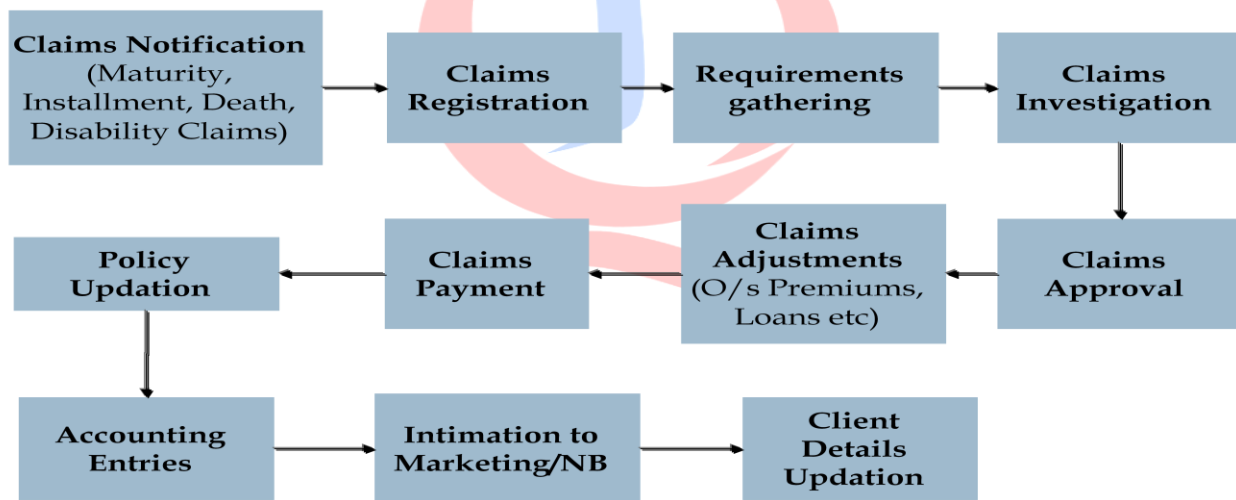 Claims Notification
(Maturity,
Installment, Death,
Disability Claims)
Claims
Registration
Requirements
gathering
Claims
Investigation
Claims
Approval
Claims
Adjustments
(O/s Premiums,
Loans etc)
Claims
Payment
Policy
Updation
Accounting
Entries
Intimation to
Marketing/NB
Client
Details
Updation